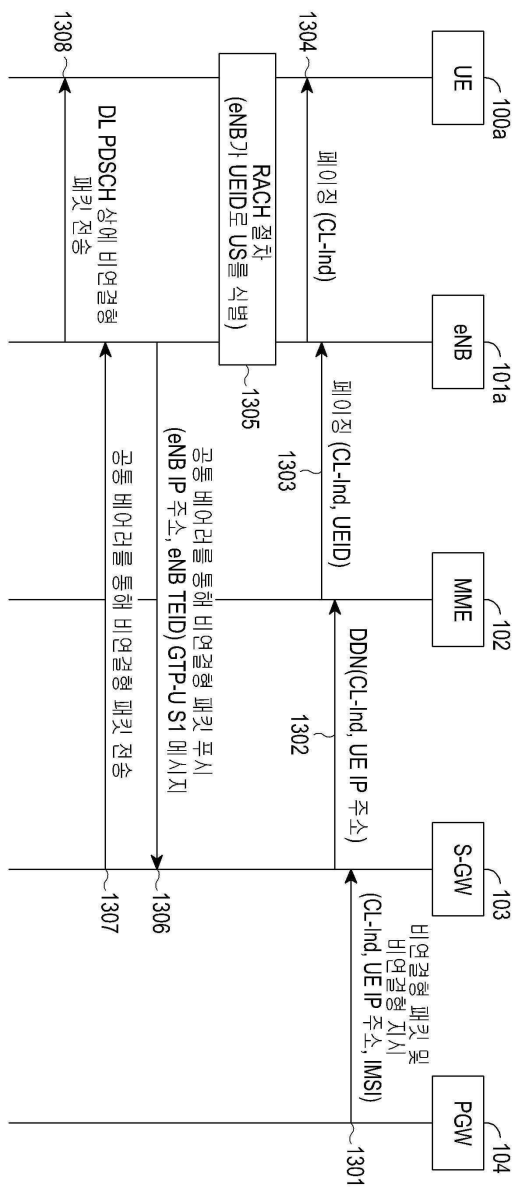 UE
100a
eNB
101a
MME
102
S-GW
103
PGW
104
비연결형 패킷 및
비연결형 지시
(CL-Ind, UE IP 주소, IMSI)
1301
DDN(CL-Ind, UE IP 주소)
1302
페이징 (CL-Ind, UEID)
1303
페이징 (CL-Ind)
1304
RACH 절차
(eNB가 UEID로 US를 식별)
1305
공통 베어러를 통해 비연결형 패킷 푸시
(eNB IP 주소, eNB TEID) GTP-U S1 메시지
1306
공통 베어러를 통해 비연결형 패킷 전송
1307
DL PDSCH 상에 비연결형
패킷 전송
1308